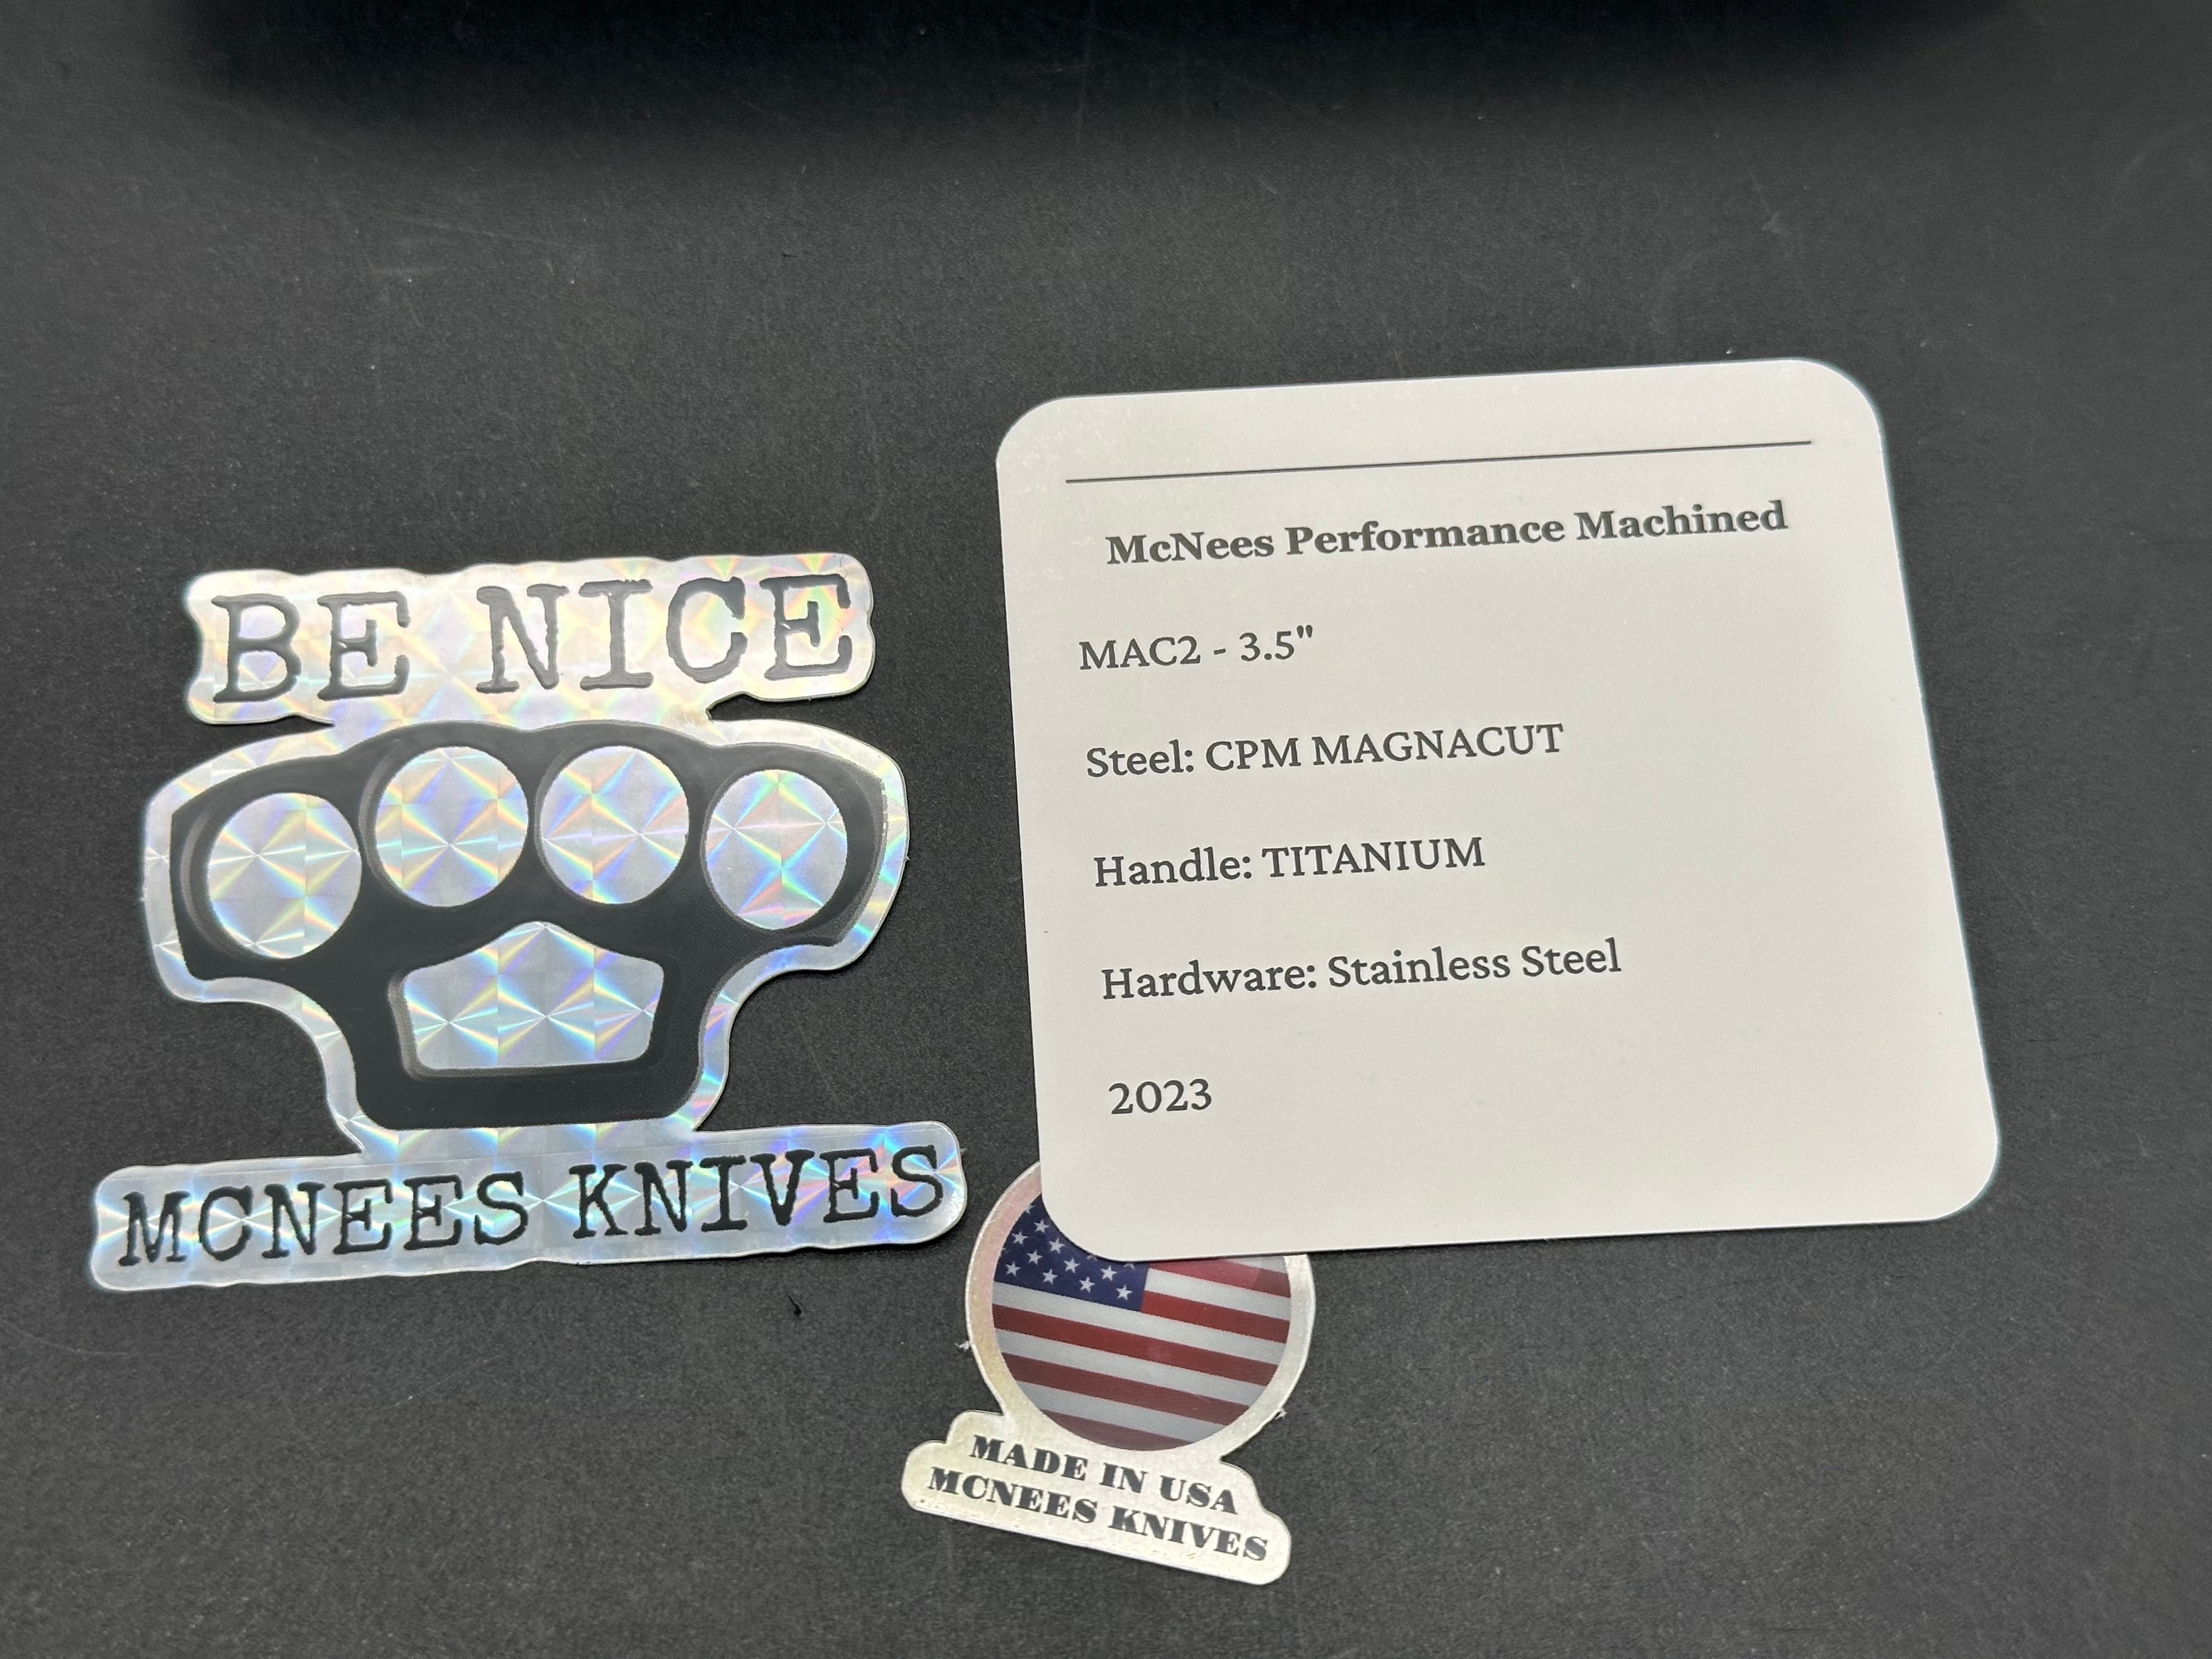 BE NICE
MCNEES KNIVES
McNees Performance Machined
MAC2 - 3.5"
Steel: CPM MAGNACUT
Handle: TITANIUM
Hardware: Stainless Steel
2023
MADE IN USA
MCNEES KNIVES